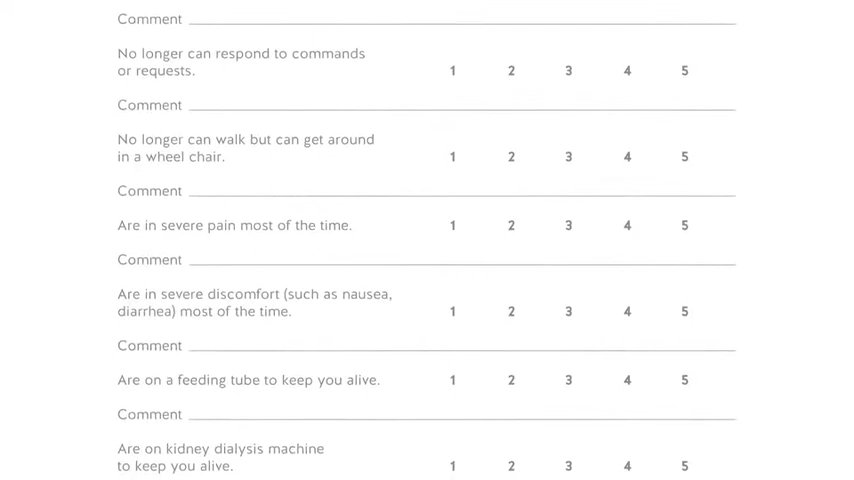 Comment
No longer can respond to commands
or requests. 1 2 3 4 5
Comment
No longer can walk but can get around
in a wheel chair. 1 2 3 4 5
Comment
Are in severe pain most of the time. 1 2 3 4 5
Comment
Are in severe discomfort (such as nausea,
diarrhea) most of the time. 1 2 3 4 5
Comment
Are on a feeding tube to keep you alive. 1 2 3 4 5
Comment
Are on kidney dialysis machine
to keep you alive. 1 2 3 4 5